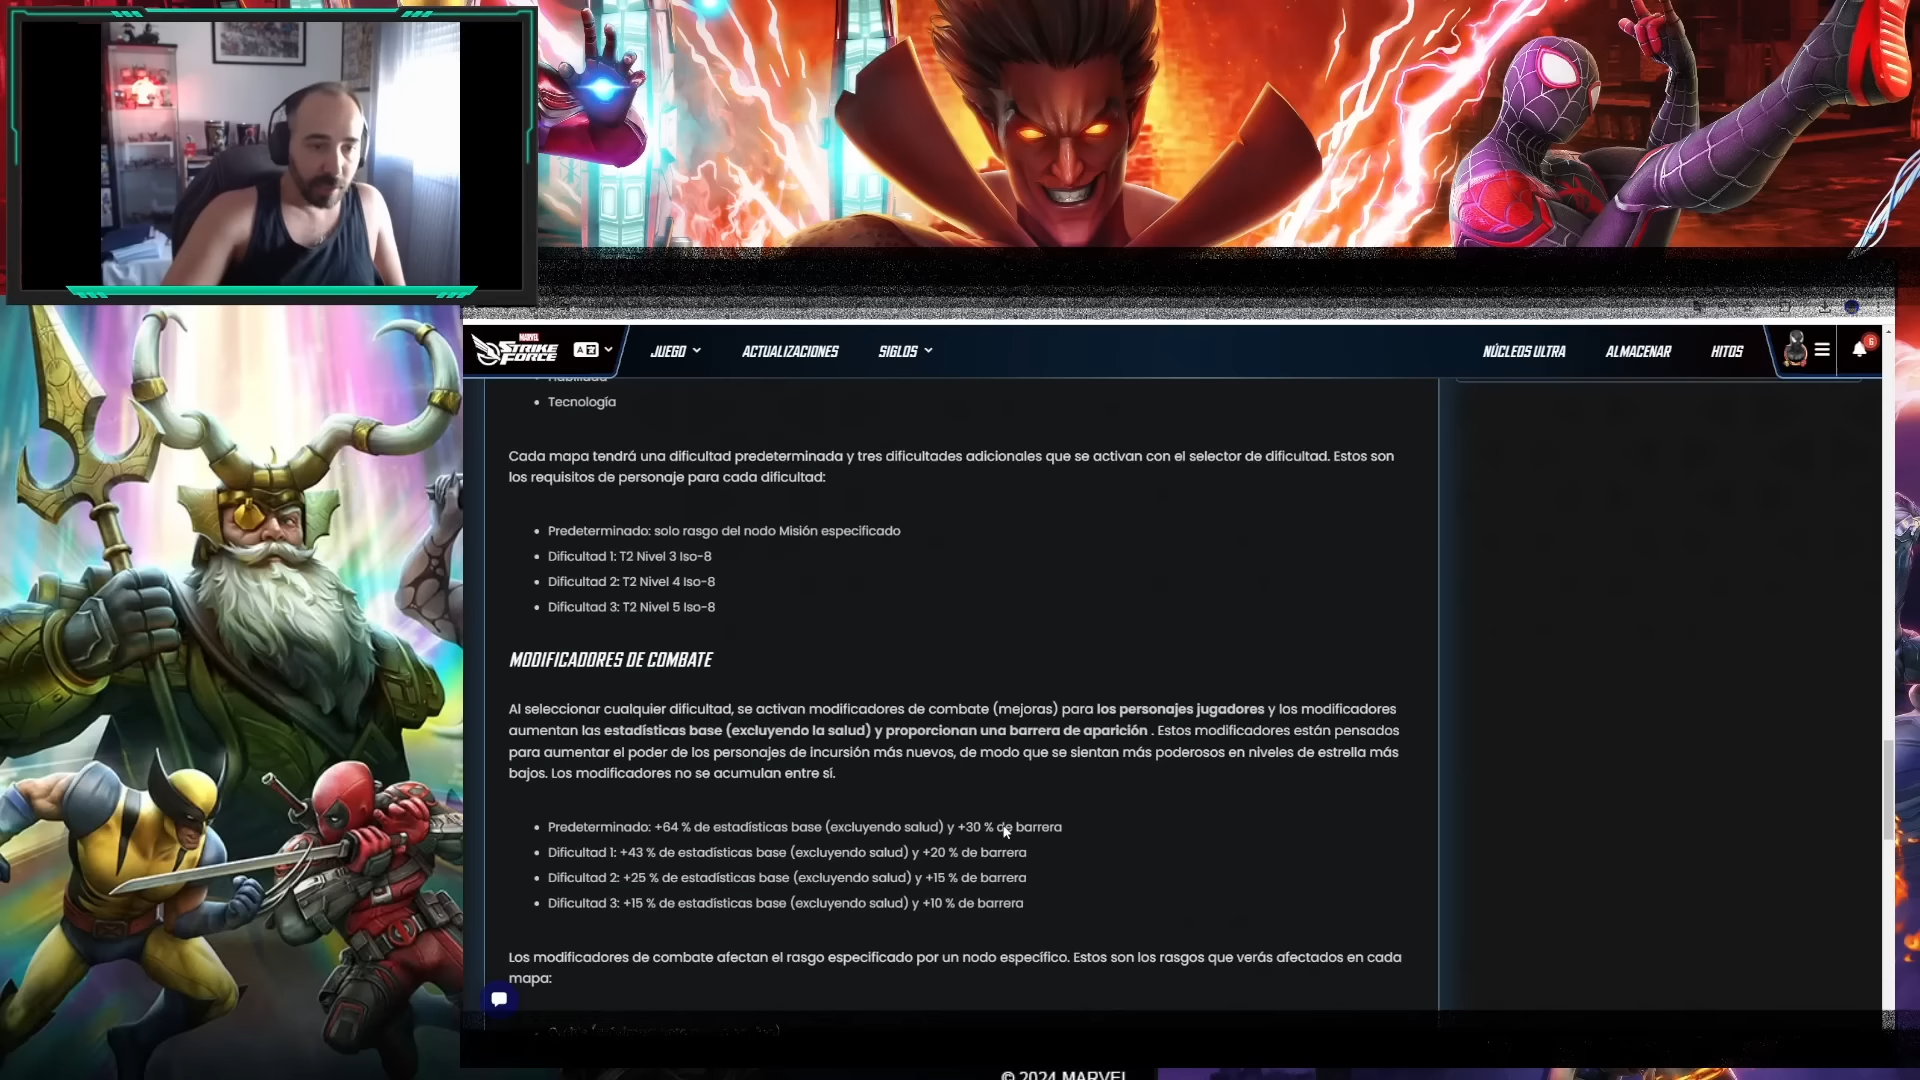 MARVEL
STRIKE
FORCE
JUEGO
ACTUALIZACIONES
SIGLOS
NÚCLEOS ULTRA
ALMACENAR
HITOS
6
Tecnología
Cada mapa tendrá una dificultad predeterminada y tres dificultades adicionales que se activan con el selector de dificultad. Estos son
los requisitos de personaje para cada dificultad:
Predeterminado: solo rasgo del nodo Misión especificado
Dificultad 1: T2 Nivel 3 Iso-8
Dificultad 2: T2 Nivel 4 Iso-8
Dificultad 3: T2 Nivel 5 Iso-8
MODIFICADORES DE COMBATE
Al seleccionar cualquier dificultad, se activan modificadores de combate (mejoras) para los personajes jugadores y los modificadores
aumentan las estadísticas base (excluyendo la salud) y proporcionan una barrera de aparición . Estos modificadores están pensados
para aumentar el poder de los personajes de incursión más nuevos, de modo que se sientan más poderosos en niveles de estrella más
bajos. Los modificadores no se acumulan entre sí.
Predeterminado: +64 % de estadísticas base (excluyendo salud) y +30 % de barrera
Dificultad 1: +43 % de estadísticas base (excluyendo salud) y +20 % de barrera
Dificultad 2: +25 % de estadísticas base (excluyendo salud) y +15 % de barrera
Dificultad 3: +15 % de estadísticas base (excluyendo salud) y +10 % de barrera
Los modificadores de combate afectan el rasgo especificado por un nodo específico. Estos son los rasgos que verás afectados en cada
mapa:
© 2024 MARVEL